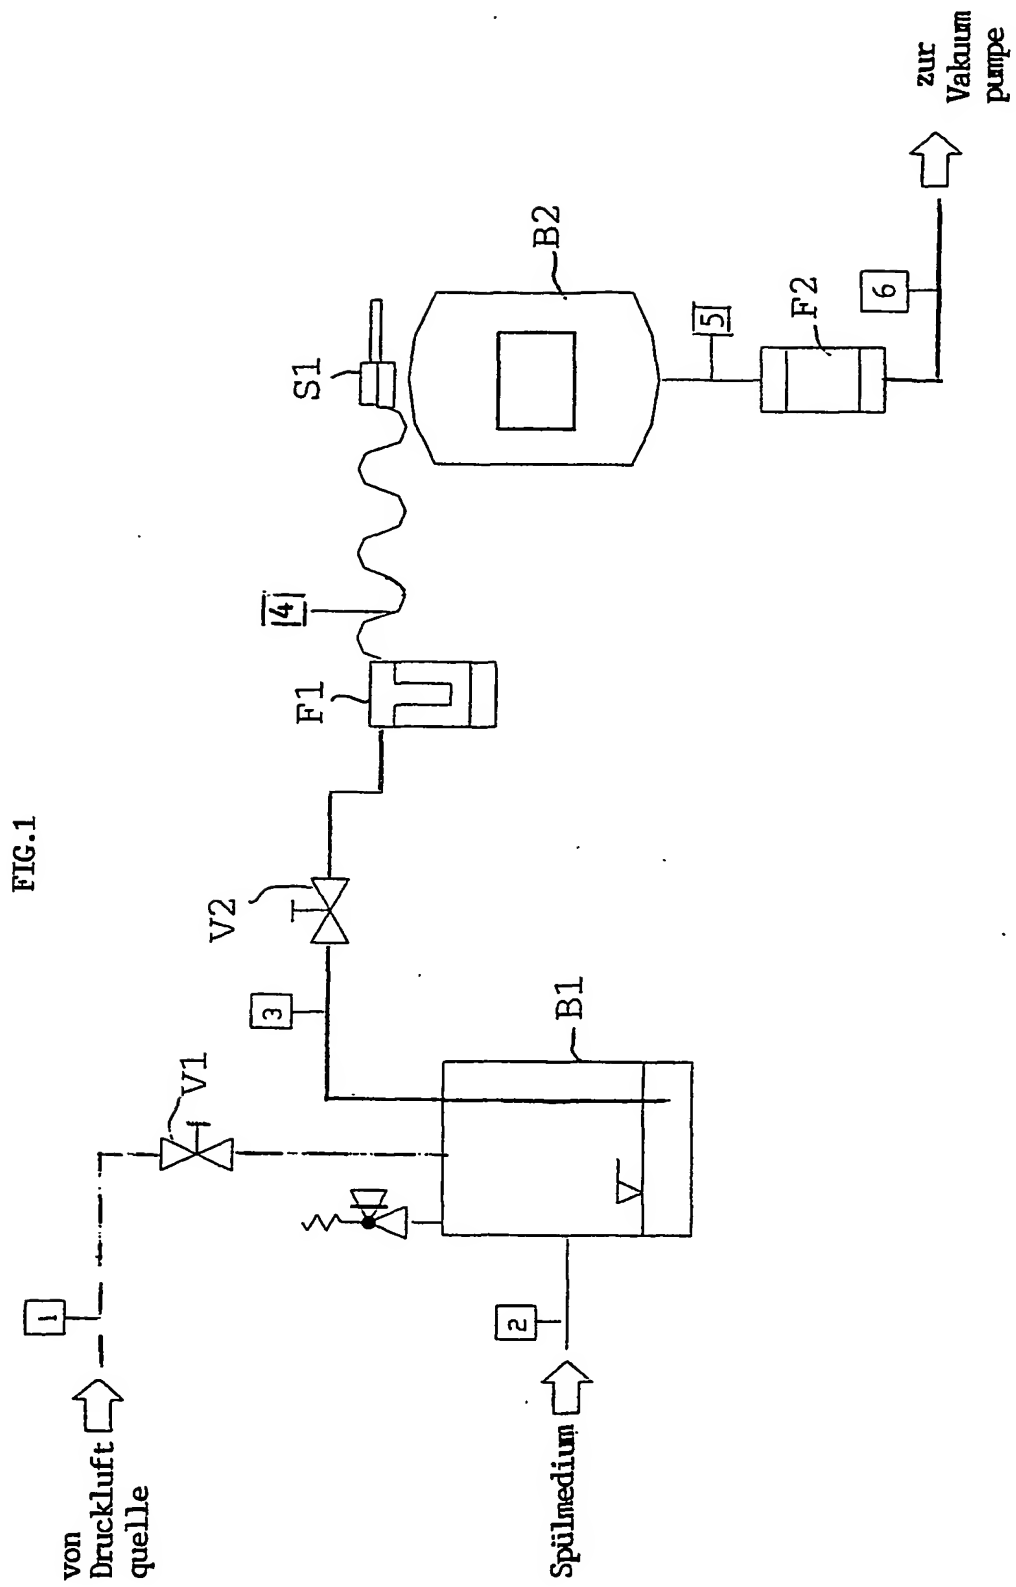 FIG.1
von
Druckluft
quelle
1
V1
Spülmedium
2
B1
3
V2
F1
4
S1
B2
5
F2
6
zur
Vakuum
pumpe